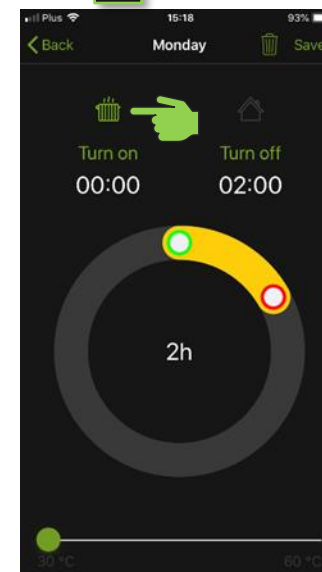 Plus 15:18 93%
Back Monday Save
Turn on Turn off
00:00 02:00
2h
30 °C 60 °C